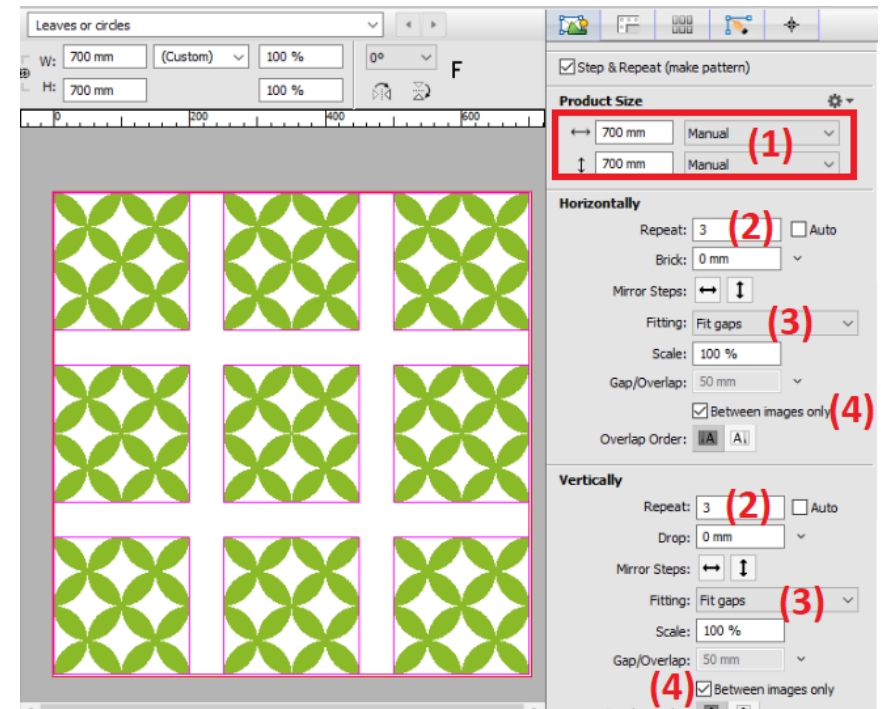 Leaves or circles
W: 700 mm (Custom) 100 % 0°
H: 700 mm 100 % F
0 200 400 600
Step & Repeat (make pattern)
Product Size
700 mm Manual
(1)
700 mm Manual
Horizontally
Repeat: 3 (2) Auto
Brick: 0 mm
Mirror Steps:
Fitting: Fit gaps (3)
Scale: 100 %
Gap/Overlap: 50 mm
Between images only (4)
Overlap Order: A A
Vertically
Repeat: 3 (2) Auto
Drop: 0 mm
Mirror Steps:
Fitting: Fit gaps (3)
Scale: 100 %
Gap/Overlap: 50 mm
(4) Between images only